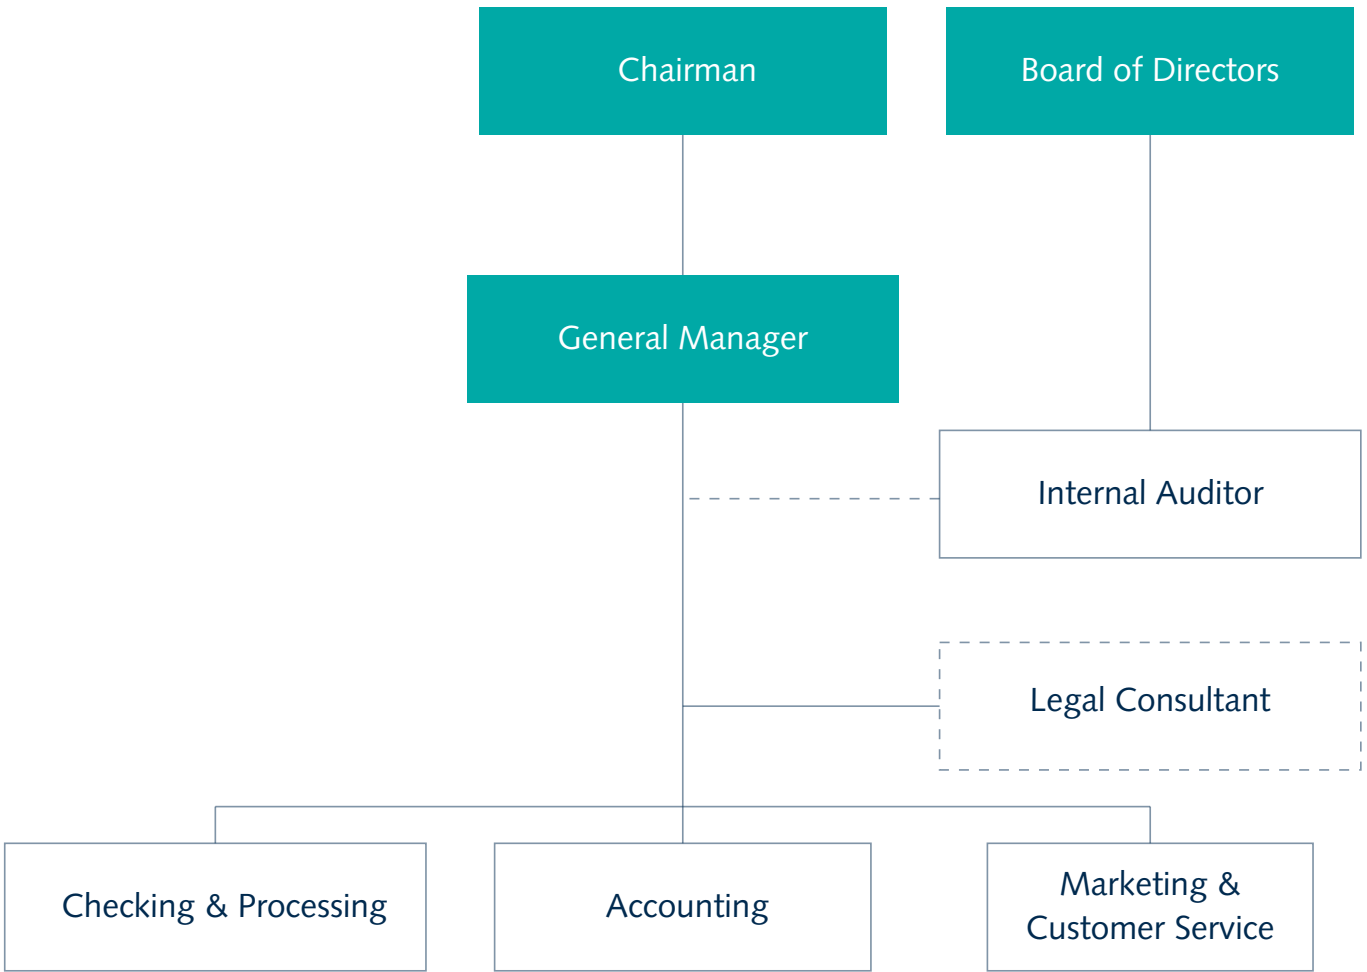 Chairman
Board of Directors
General Manager
Internal Auditor
Legal Consultant
Checking & Processing
Accounting
Marketing &
Customer Service